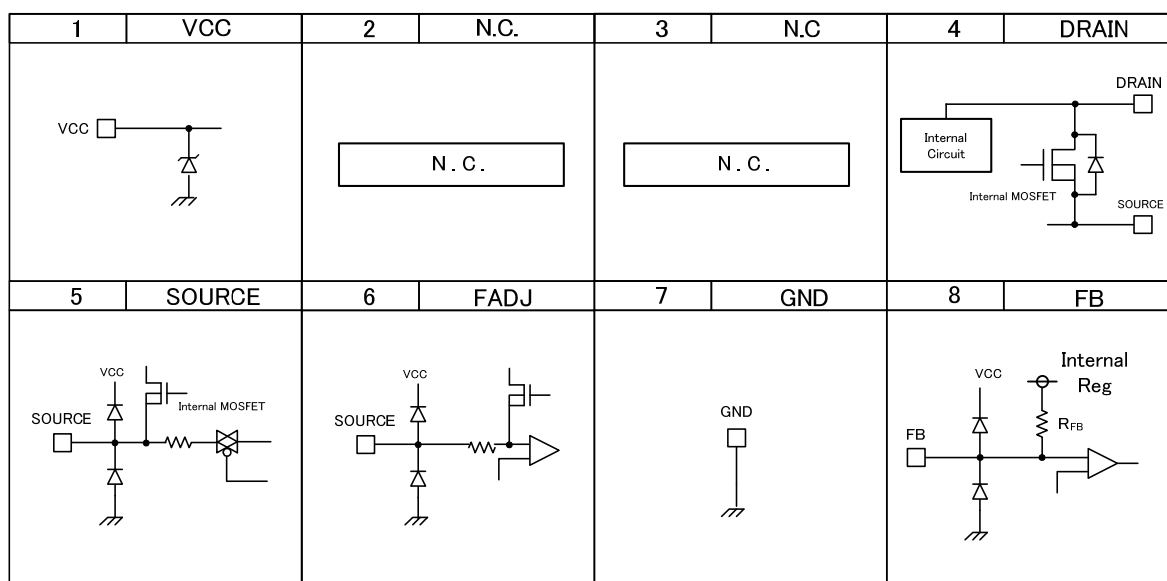 1 VCC 2 N.C. 3 N.C 4 DRAIN
VCC
N.C.
N.C.
DRAIN
Internal
Circuit
Internal MOSFET
SOURCE
5 SOURCE 6 FADJ 7 GND 8 FB
VCC
SOURCE
Internal MOSFET
VCC
SOURCE
GND
VCC
Internal
Reg
FB
RFB